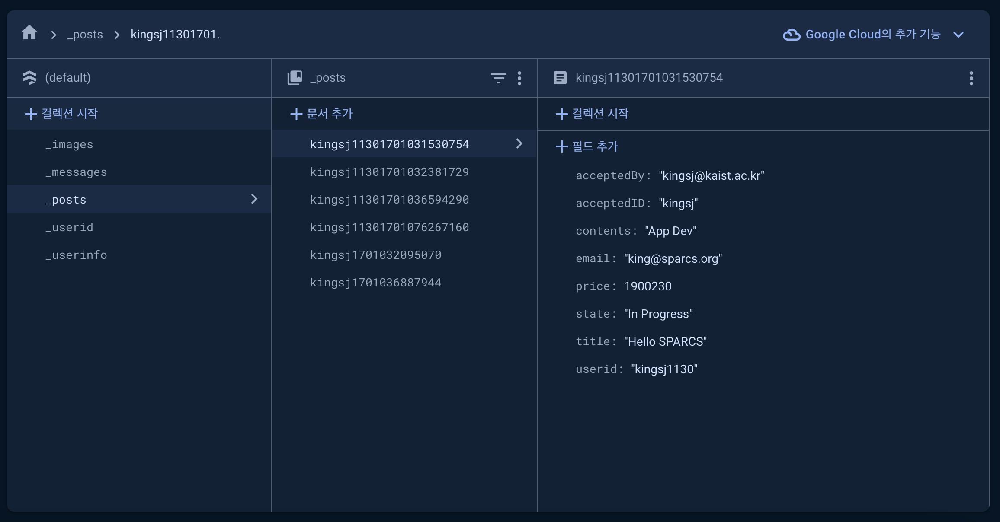 _posts
kingsj11301701.
Google Cloud의 추가 기능
(default)
컬렉션 시작
_images
_messages
_posts
_userid
_userinfo
_posts
문서 추가
kingsj11301701031530754
kingsj11301701032381729
kingsj11301701036594290
kingsj11301701076267160
kingsj1701032095070
kingsj1701036887944
kingsj11301701031530754
컬렉션 시작
필드 추가
acceptedBy: "kingsj@kaist.ac.kr"
acceptedID: "kingsj"
contents: "App Dev"
email: "king@sparcs.org"
price: 1900230
state: "In Progress"
title: "Hello SPARCS"
userid: "kingsj1130"